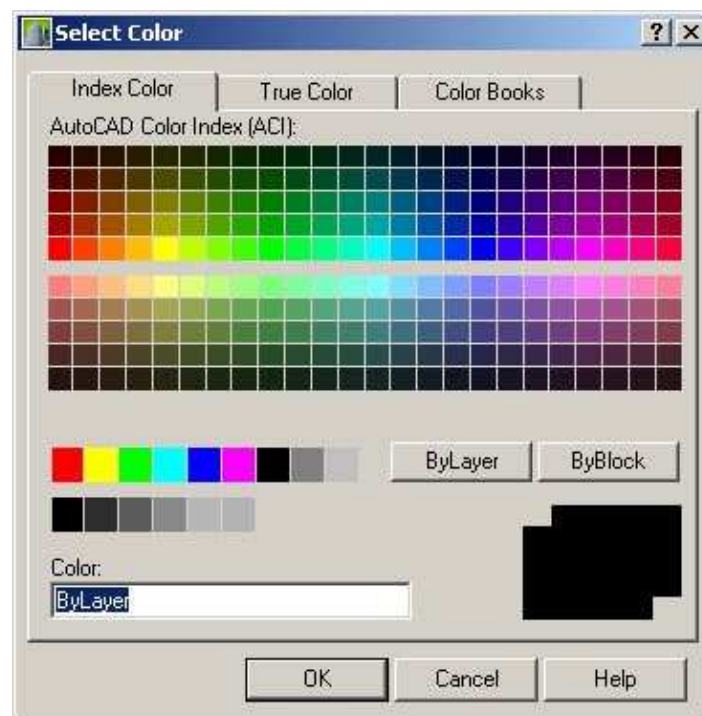 Select Color
? X
Index Color True Color Color Books
AutoCAD Color Index (ACI):
ByLayer ByBlock
Color:
ByLayer
OK Cancel Help